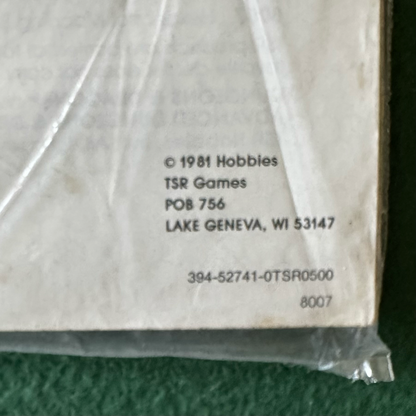 © 1981 Hobbies
TSR Games
POB 756
LAKE GENEVA, WI 53147
394-52741-0TSR0500
8007